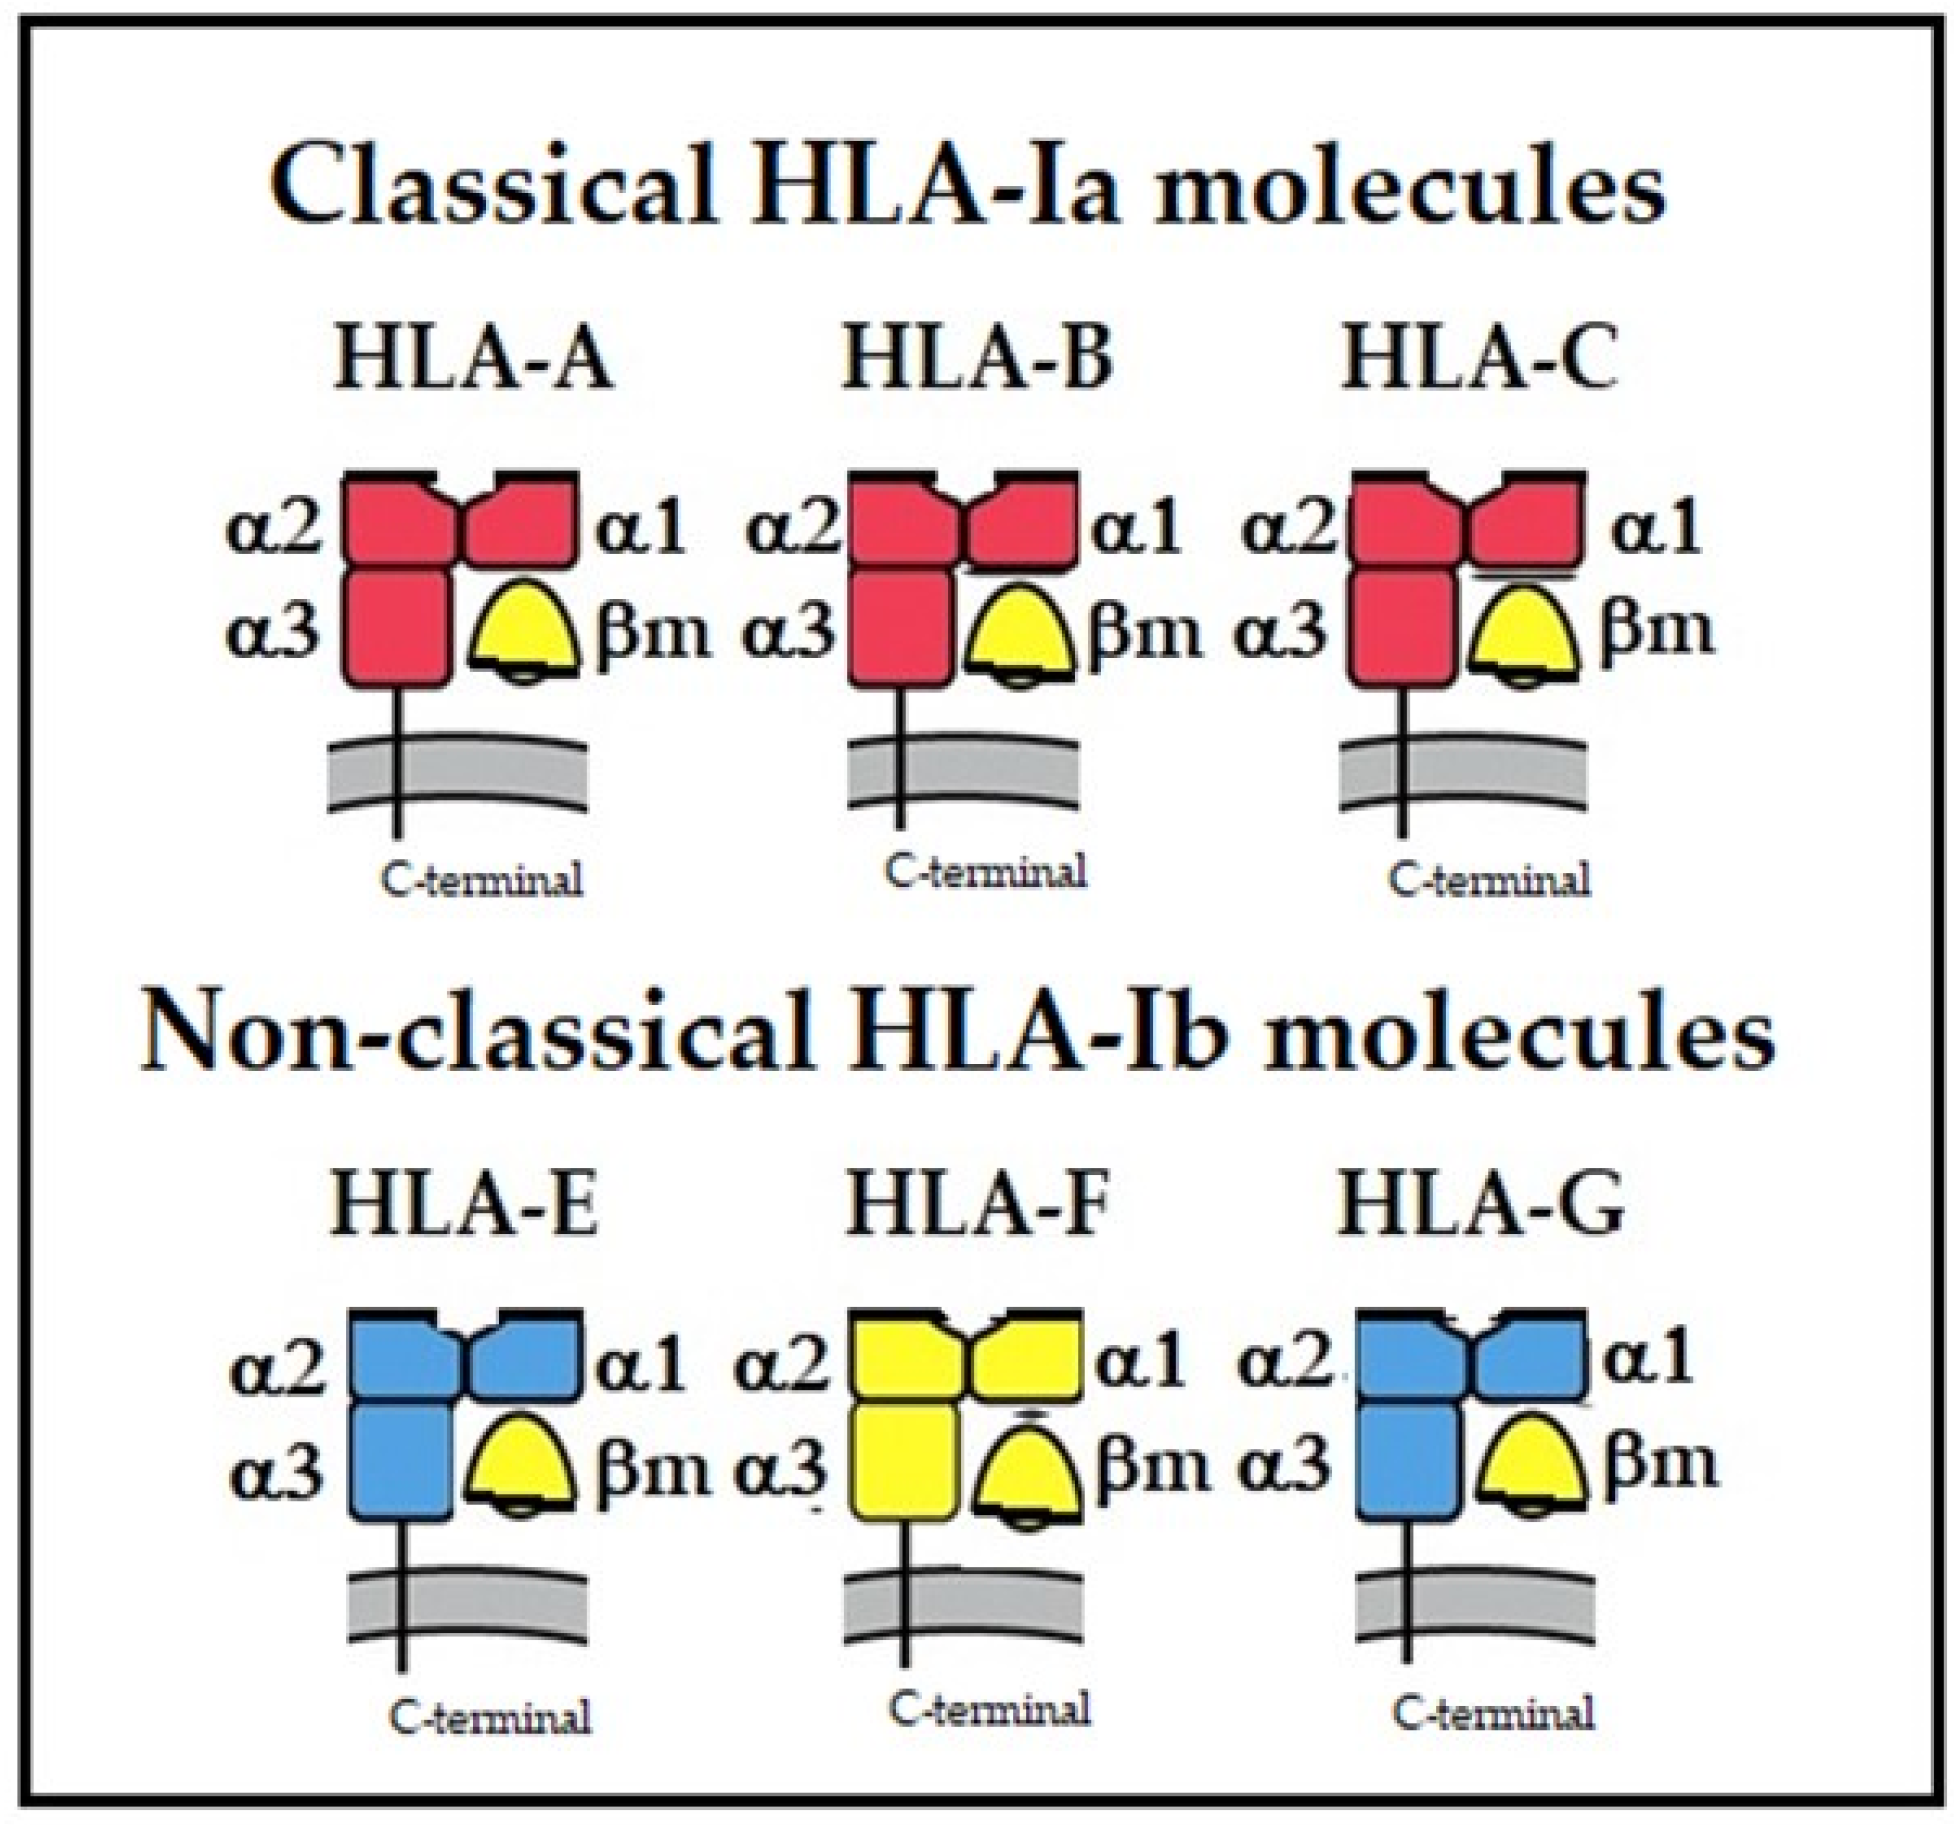 Classical HLA-Ia molecules
HLA-A HLA-B HLA-C
α2 α1 α2 α1 α2 α1
α3 βm α3 βm α3 βm
C-terminal C-terminal C-terminal
Non-classical HLA-Ib molecules
HLA-E HLA-F HLA-G
α2 α1 α2 α1 α2 α1
α3 βm α3 βm α3 βm
C-terminal C-terminal C-terminal